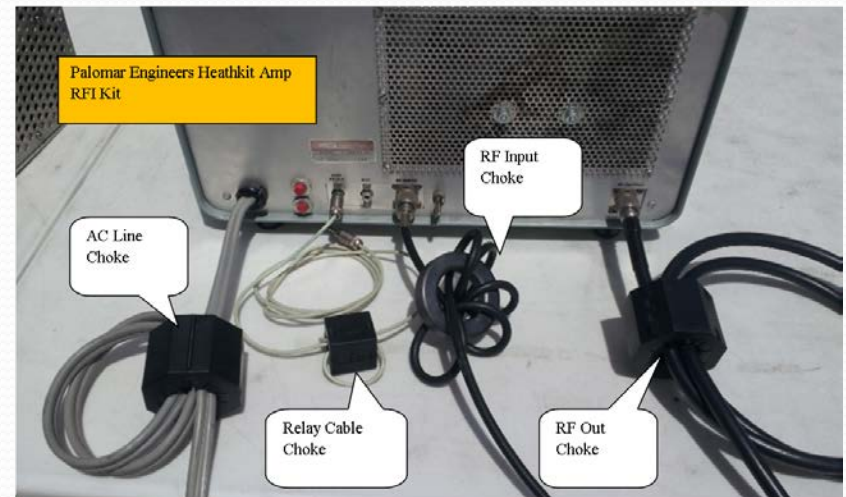 Palomar Engineers Heathkit Amp
RFI Kit
RF Input
Choke
AC Line
Choke
Relay Cable
Choke
RF Out
Choke